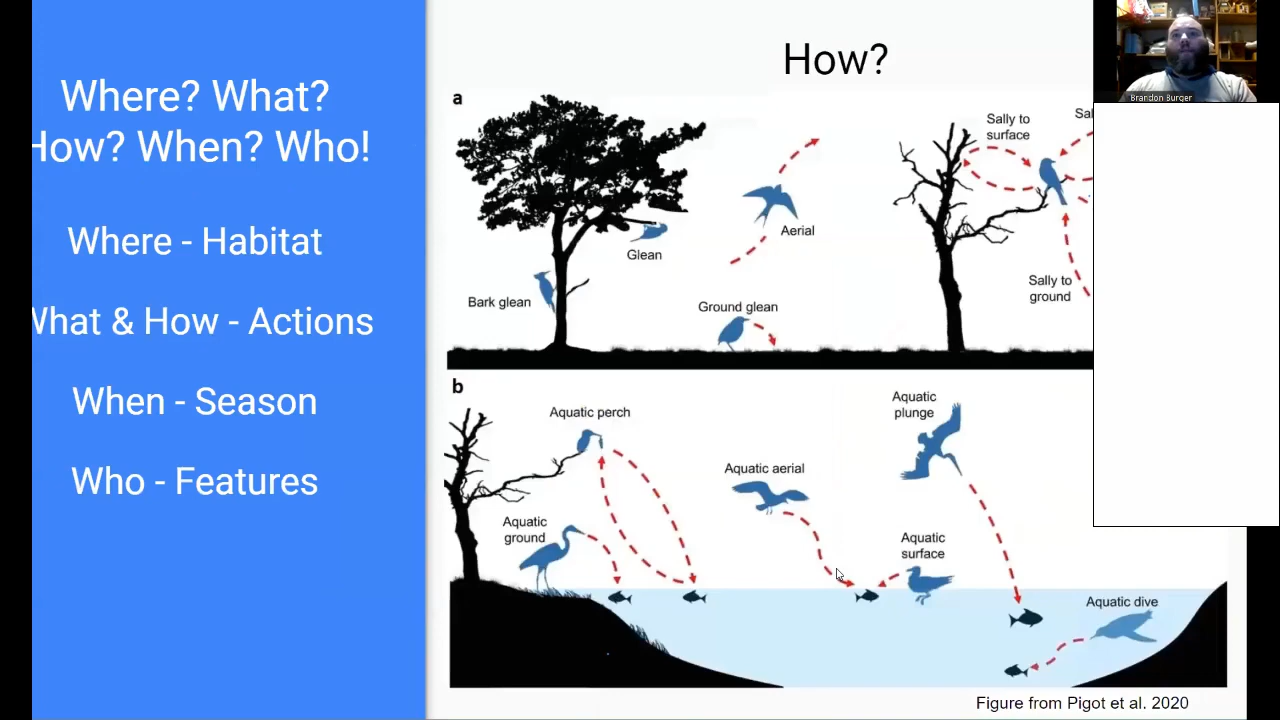 Where? What?
How? When? Who!
Where - Habitat
What & How - Actions
When - Season
Who - Features
How?
a
Sally to
surface
Sal
Aerial
Glean
Bark glean
Ground glean
Sally to
ground
b
Aquatic perch
Aquatic
plunge
Aquatic aerial
Aquatic
ground
Aquatic
surface
Aquatic dive
Figure from Pigot et al. 2020
Brandon Burger